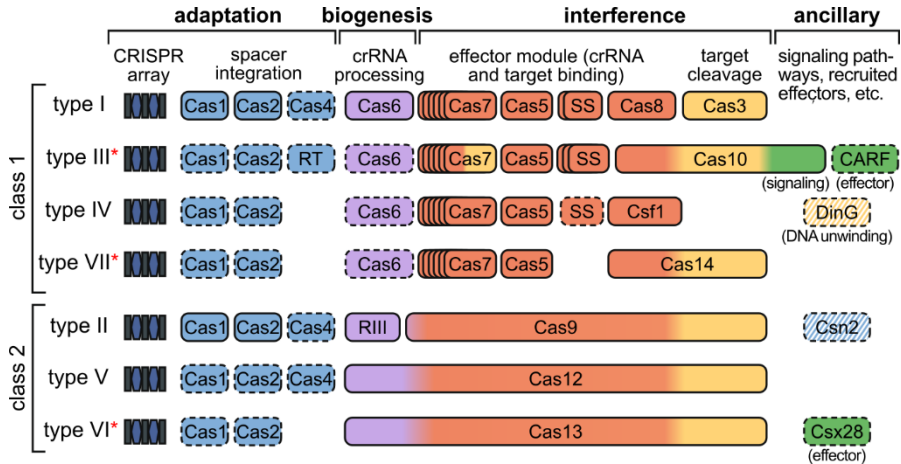 adaptation biogenesis interference ancillary
CRISPR array spacer integration crRNA processing effector module (crRNA and target binding) target cleavage signaling path-ways, recruited effectors, etc.
class 1
type I Cas1 Cas2 Cas4 Cas6 Cas7 Cas5 SS Cas8 Cas3
type III* Cas1 Cas2 RT Cas6 Cas7 Cas5 SS Cas10 CARF
(signaling) (effector)
type IV Cas1 Cas2 Cas6 Cas7 Cas5 SS Csf1 DinG
(DNA unwinding)
type VII* Cas1 Cas2 Cas6 Cas7 Cas5 Cas14
class 2
type II Cas1 Cas2 Cas4 RIII Cas9 Csn2
type V Cas1 Cas2 Cas4 Cas12
type VI* Cas1 Cas2 Cas13 Csx28
(effector)